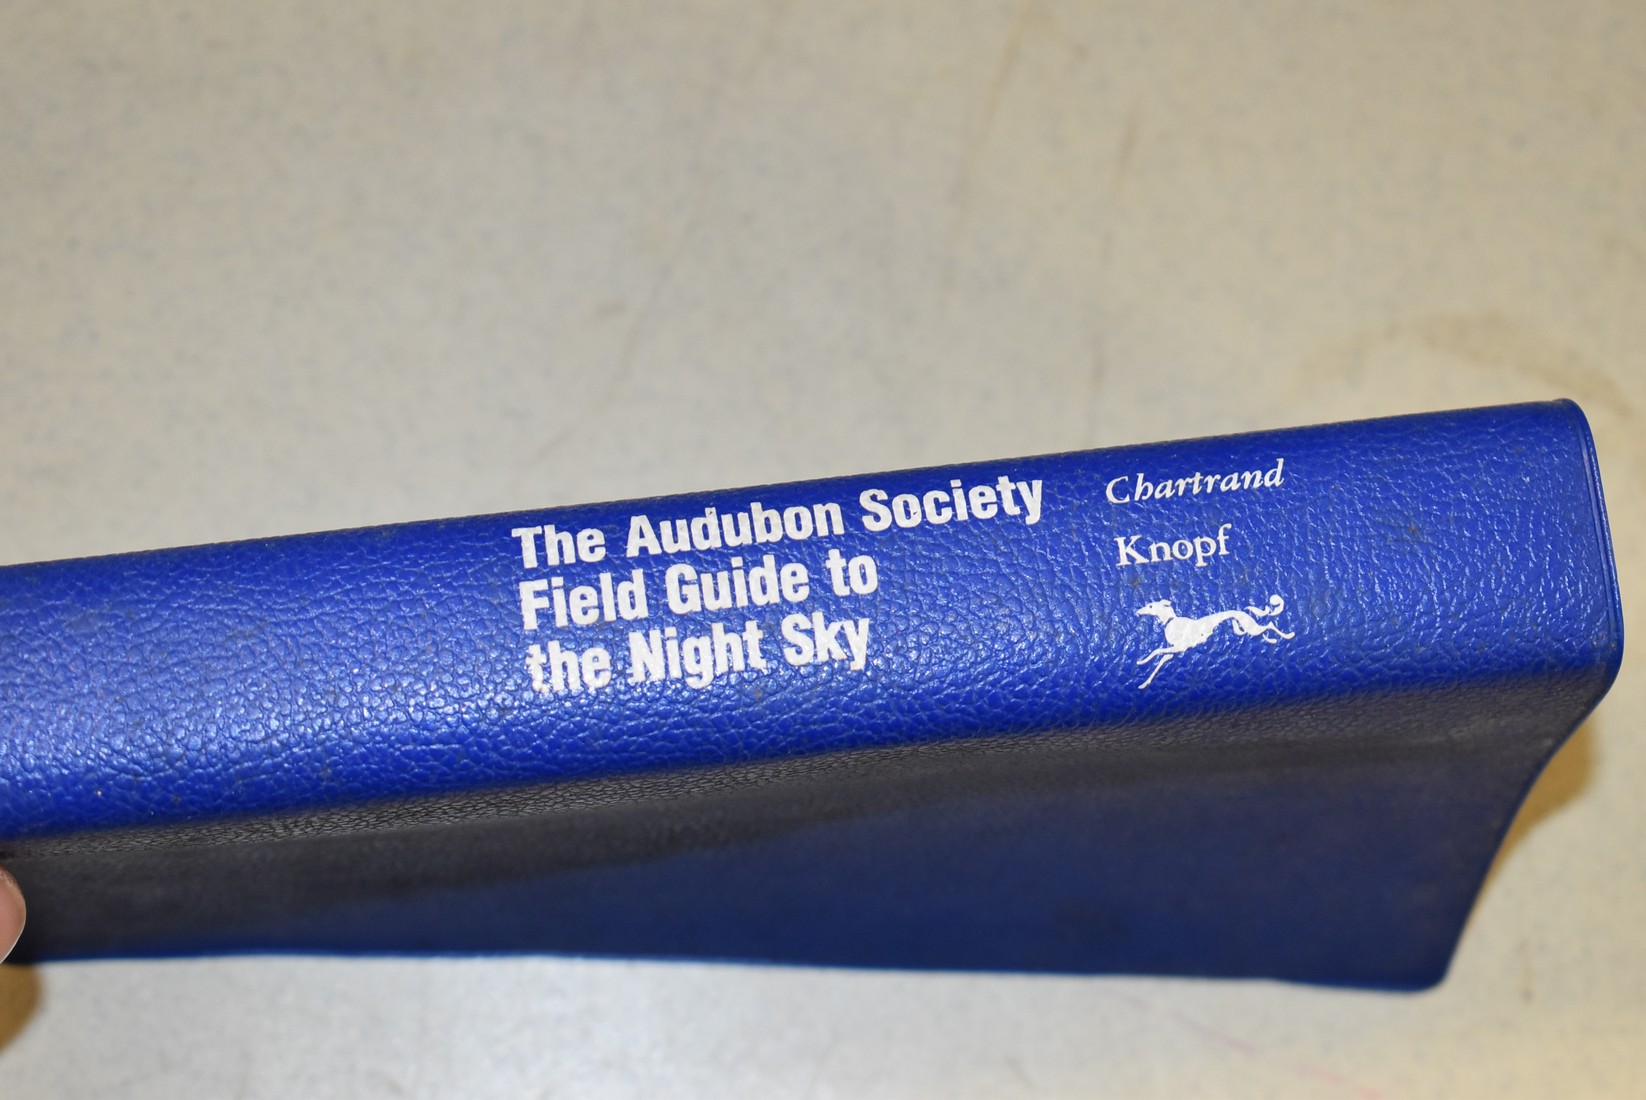 The Audubon Society
Field Guide to
the Night Sky
Chartrand
Knopf